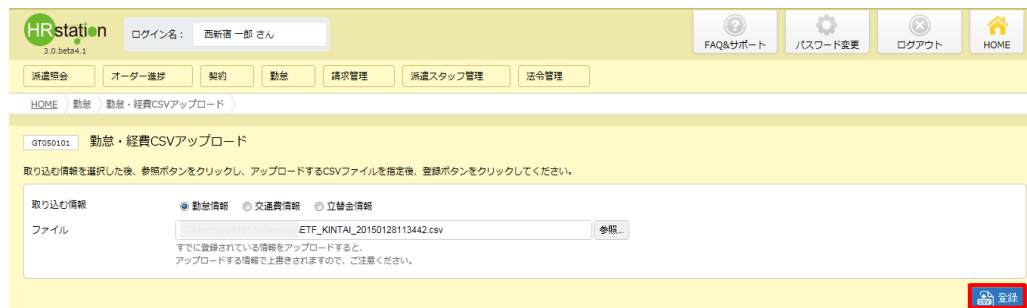 HRstation
3.0.beta4.1
ログイン名： 西新宿 一郎 さん
FAQ&サポート パスワード変更 ログアウト HOME
派遣照会 オーダー進捗 契約 勤怠 請求管理 派遣スタッフ管理 法令管理
HOME 勤怠 勤怠・経費CSVアップロード
GT050101 勤怠・経費CSVアップロード
取り込む情報を選択した後、参照ボタンをクリックし、アップロードするCSVファイルを指定後、登録ボタンをクリックしてください。
取り込む情報 勤怠情報 交通費情報 立替金情報
ファイル \ETF_KINTAI_20150128113442.csv 参照...
すでに登録されている情報をアップロードすると、
アップロードする情報で上書きされますので、ご注意ください。
CSV 登録